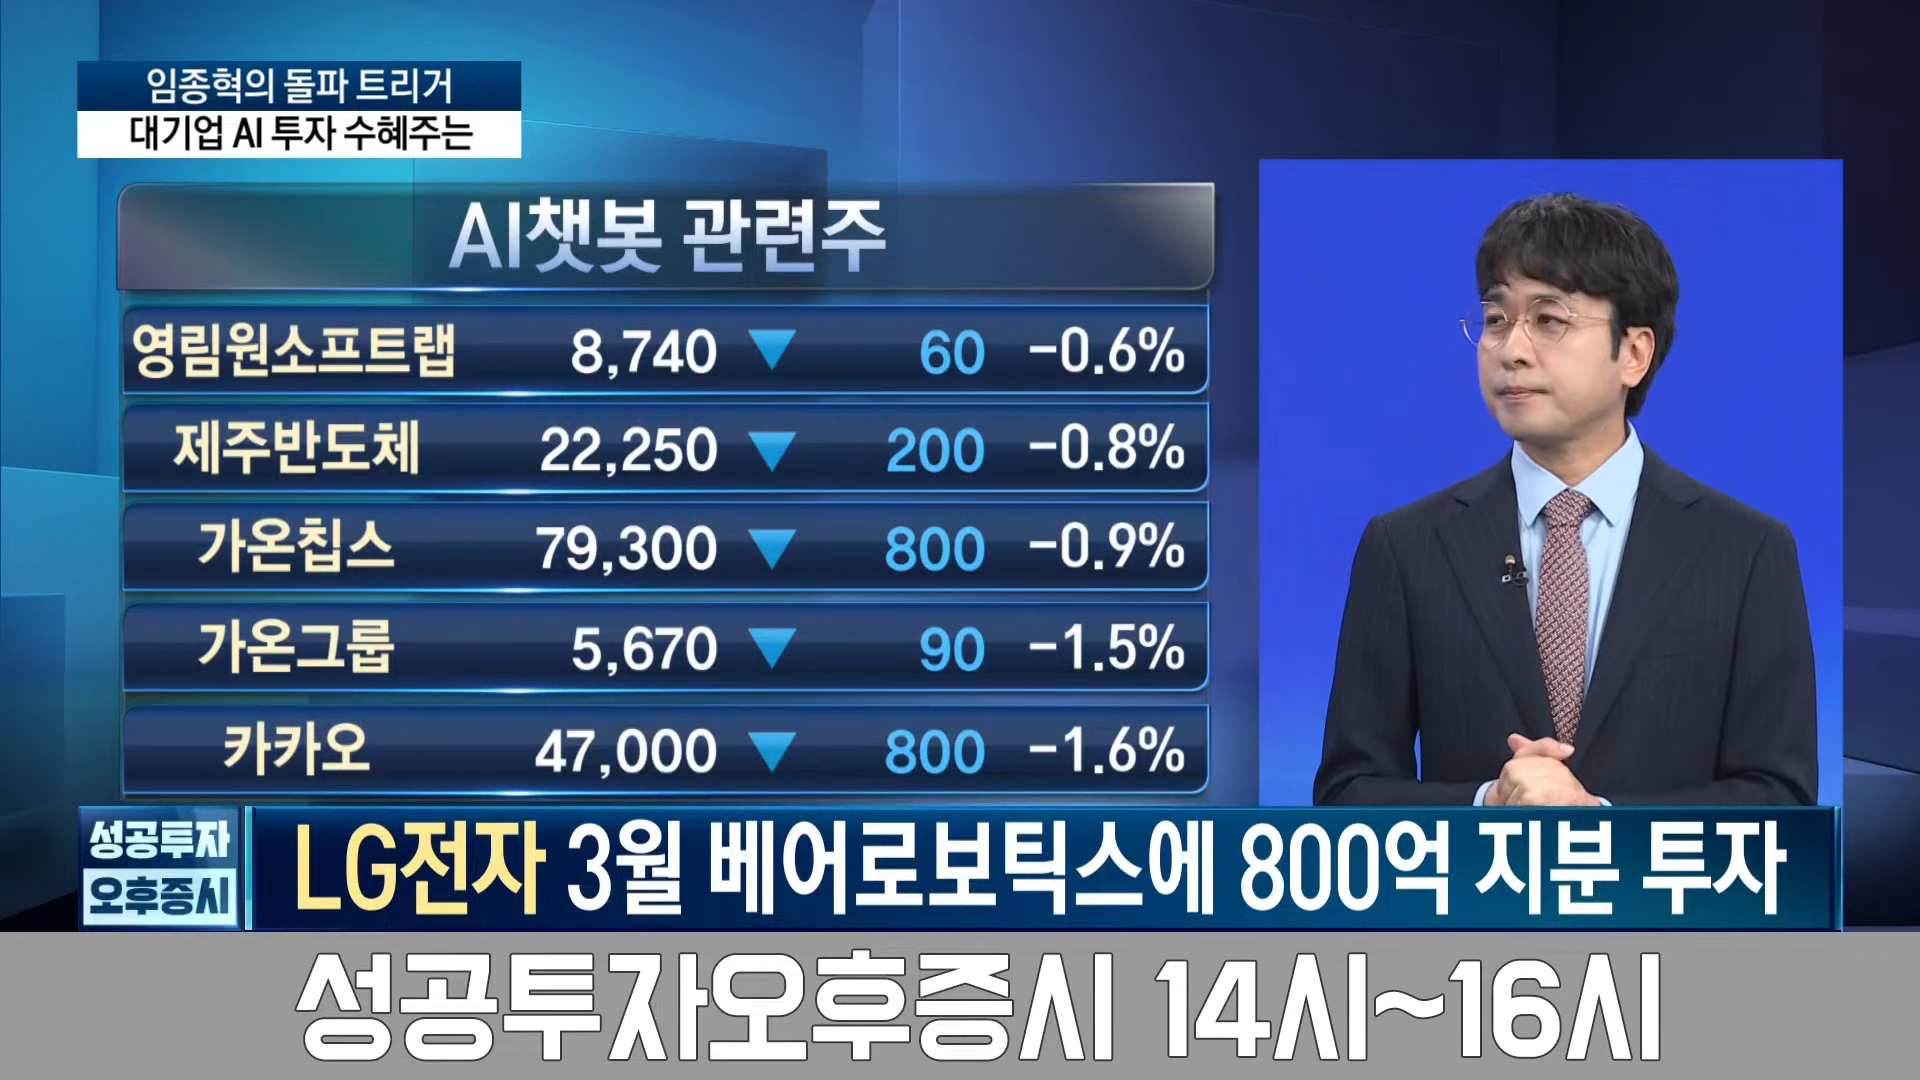 임종혁의 돌파 트리거
대기업 AI 투자 수혜주는
AI챗봇 관련주
영림원소프트랩 8,740 ▼ 60 -0.6%
제주반도체 22,250 ▼ 200 -0.8%
가온칩스 79,300 ▼ 800 -0.9%
가온그룹 5,670 ▼ 90 -1.5%
카카오 47,000 ▼ 800 -1.6%
성공투자
오후증시
LG전자 3월 베어로보틱스에 800억 지분 투자
성공투자오후증시 14시~16시